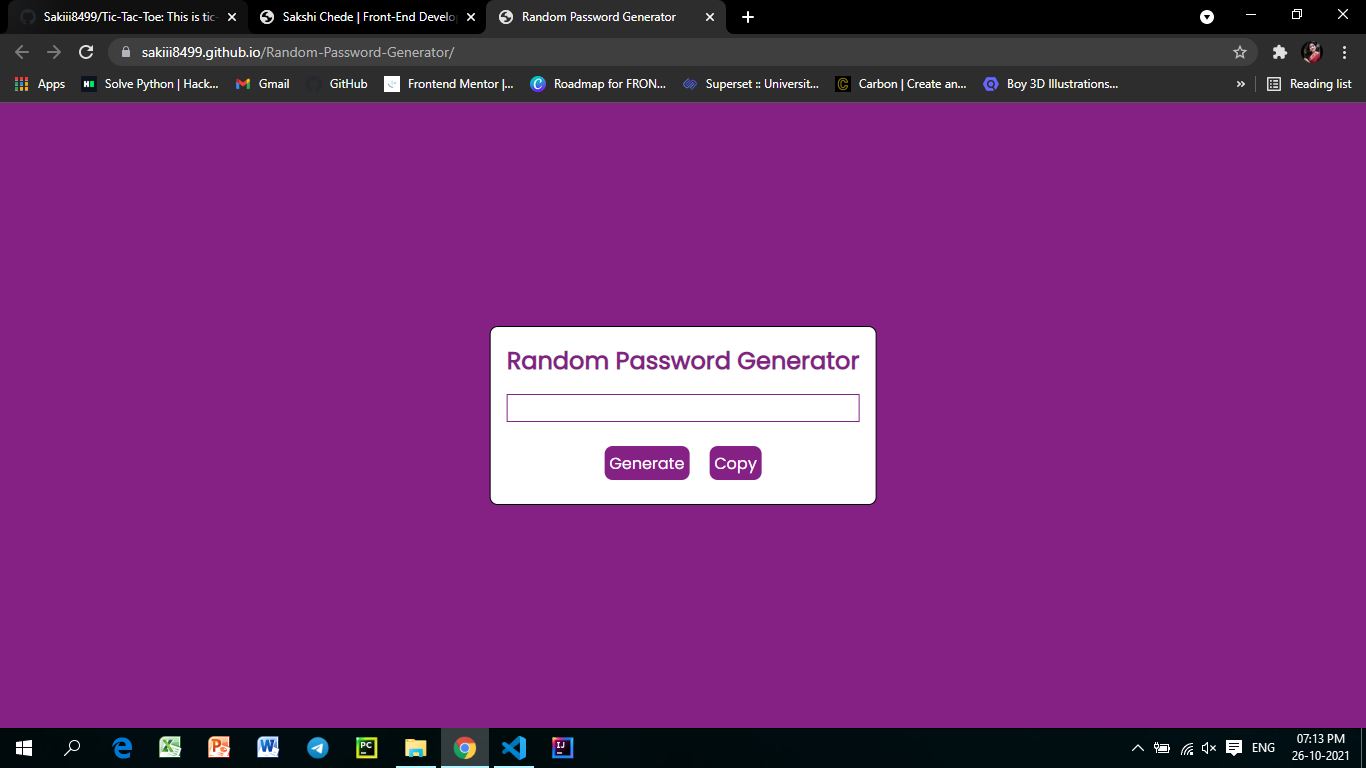 Sakiii8499/Tic-Tac-Toe: This is tic-
Sakshi Chede | Front-End Develop
Random Password Generator
sakiii8499.github.io/Random-Password-Generator/
Apps
Solve Python | Hack...
Gmail
GitHub
Frontend Mentor |...
Roadmap for FRON...
Superset :: Universit...
Carbon | Create an...
Boy 3D Illustrations...
»
Reading list
Random Password Generator
Generate
Copy
PC
IJ
ENG
07:13 PM
26-10-2021